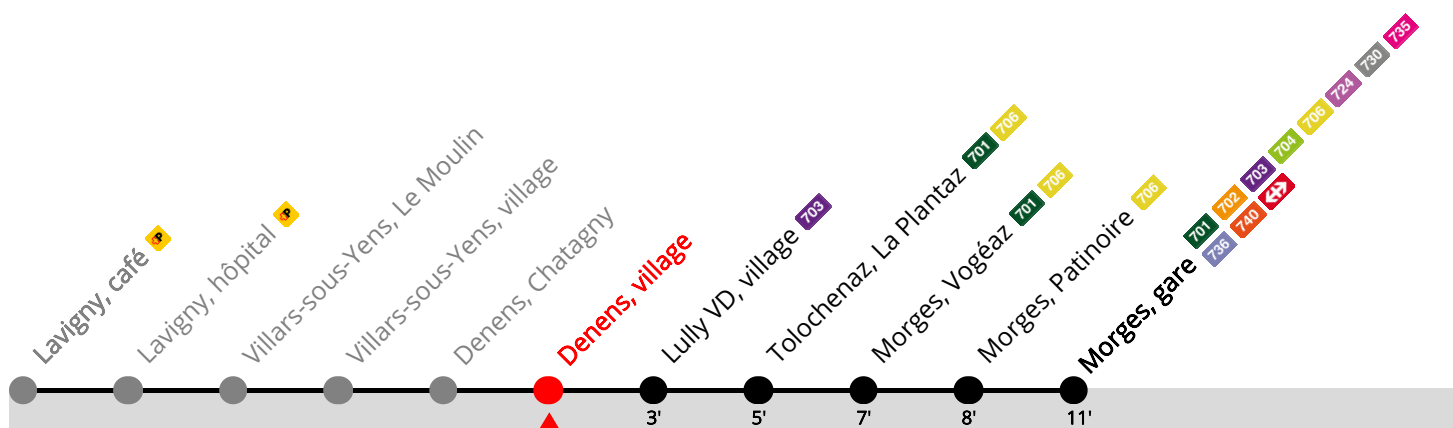 Lavigny, café P
Lavigny, hôpital P
Villars-sous-Yens, Le Moulin
Villars-sous-Yens, village
Denens, Chatagny
Denens, village
Lully VD, village 703
Tolochenaz, La Plantaz 701 706
Morges, Vogéaz 701 706
Morges, Patinoire 706
Morges, gare 701 702 703 704 706 724 730 735
736 740
3' 5' 7' 8' 11'